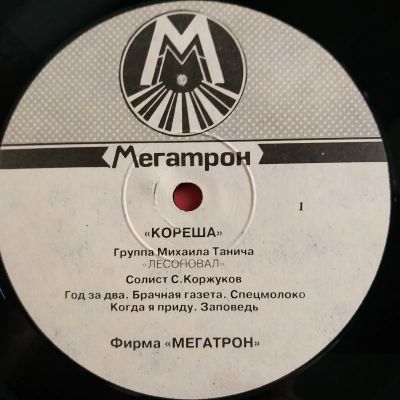 М
Мегатрон
1
«КОРЕША»
Группа Михаила Танича
«ЛЕСОПОВАЛ»
Солист С.Коржуков
Год за два. Брачная газета. Спецмолоко
Когда я приду. Заповедь
Фирма «МЕГАТРОН»